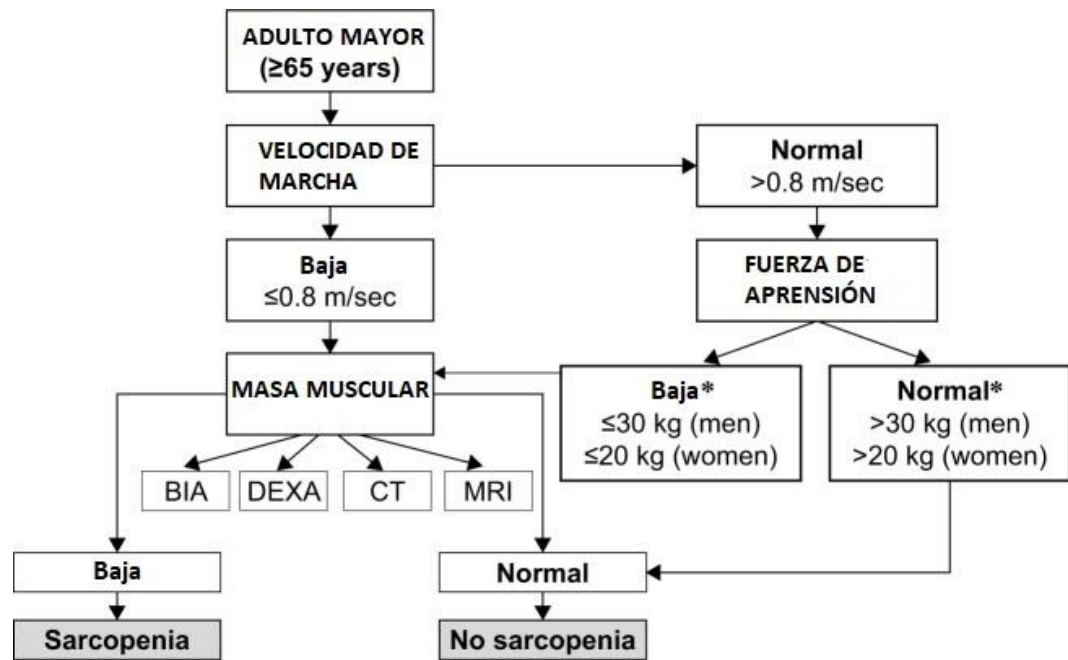 ADULTO MAYOR
(≥65 years)
VELOCIDAD DE
MARCHA
Normal
>0.8 m/sec
Baja
≤0.8 m/sec
FUERZA DE
APRENSIÓN
MASA MUSCULAR
Baja*
≤30 kg (men)
≤20 kg (women)
Normal*
>30 kg (men)
>20 kg (women)
BIA
DEXA
CT
MRI
Baja
Normal
Sarcopenia
No sarcopenia